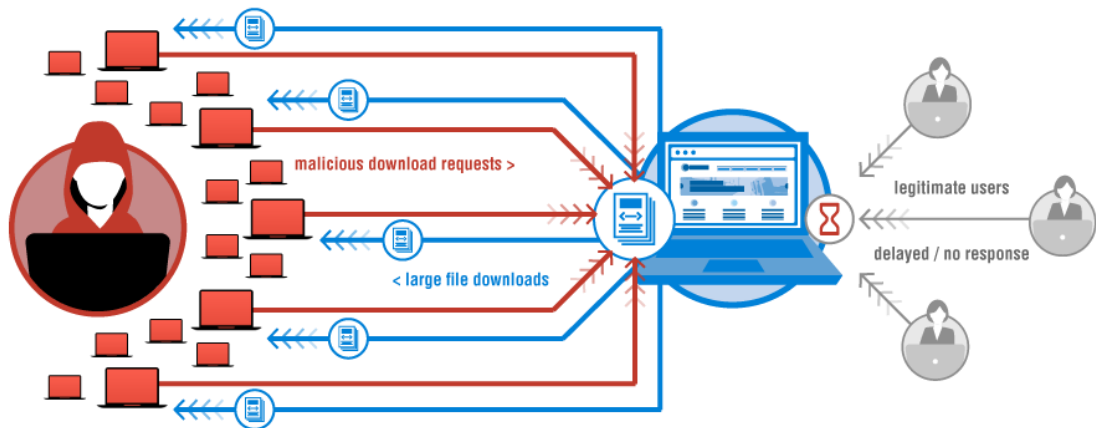 malicious download requests >
< large file downloads
legitimate users
delayed / no response